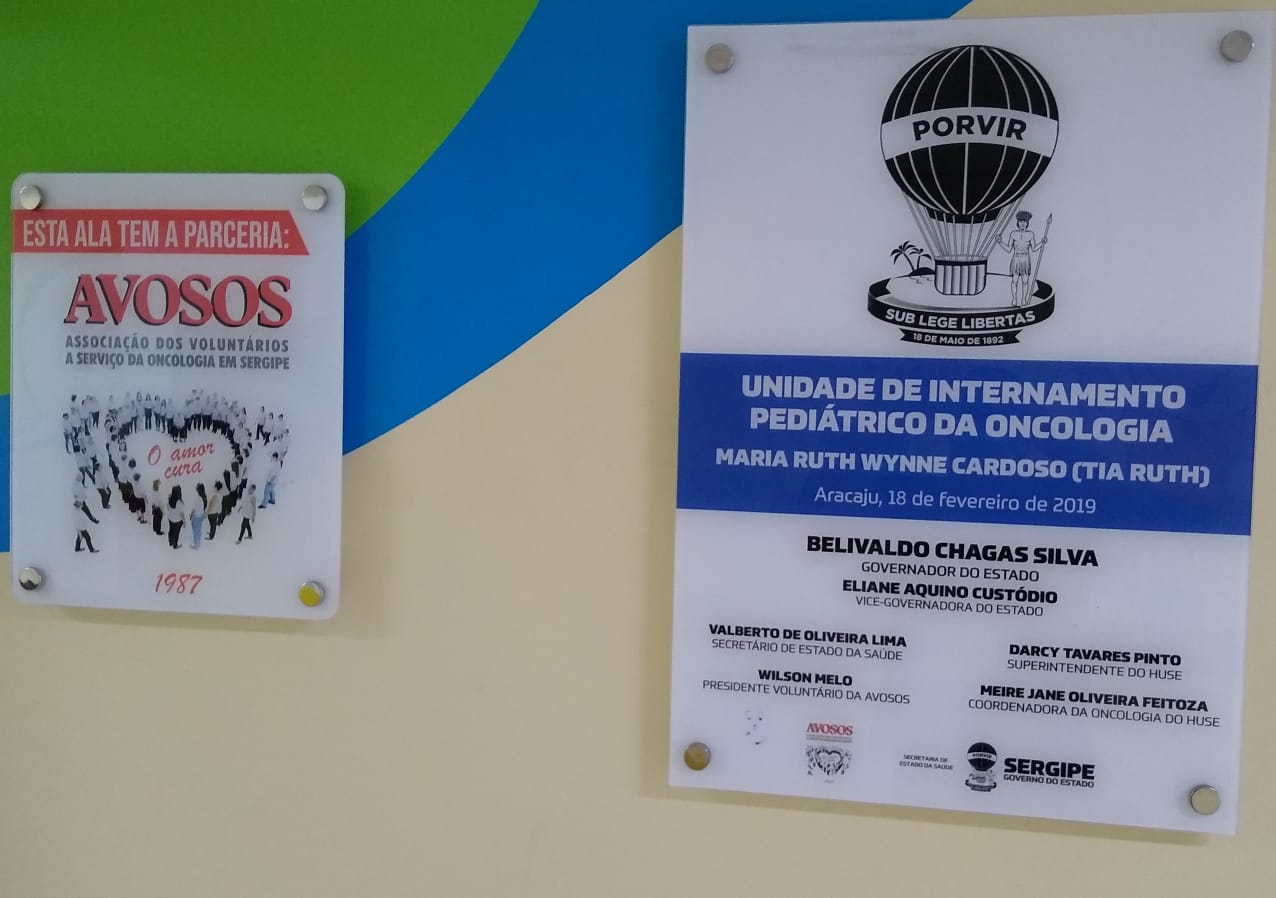 ESTA ALA TEM A PARCERIA:
AVOSOS
ASSOCIAÇÃO DOS VOLUNTÁRIOS
A SERVIÇO DA ONCOLOGIA EM SERGIPE
O amor
cura
1987
PORVIR
SUB LEGE LIBERTAS
18 DE MAIO DE 1892
UNIDADE DE INTERNAMENTO
PEDIÁTRICO DA ONCOLOGIA
MARIA RUTH WYNNE CARDOSO (TIA RUTH)
Aracaju, 18 de fevereiro de 2019
BELIVALDO CHAGAS SILVA
GOVERNADOR DO ESTADO
ELIANE AQUINO CUSTÓDIO
VICE-GOVERNADORA DO ESTADO
VALBERTO DE OLIVEIRA LIMA
SECRETÁRIO DE ESTADO DA SAÚDE
DARCY TAVARES PINTO
SUPERINTENDENTE DO HUSE
WILSON MELO
PRESIDENTE VOLUNTÁRIO DA AVOSOS
MEIRE JANE OLIVEIRA FEITOZA
COORDENADORA DA ONCOLOGIA DO HUSE
AVOSOS
SECRETARIA DE
ESTADO DA SAÚDE
PORVIR
SERGIPE
GOVERNO DO ESTADO